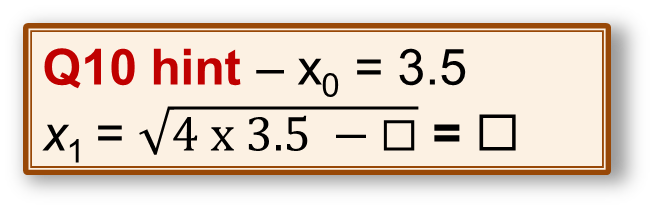 Q10 hint – x₀ = 3.5
x₁ = √(4 x 3.5 − □) = □